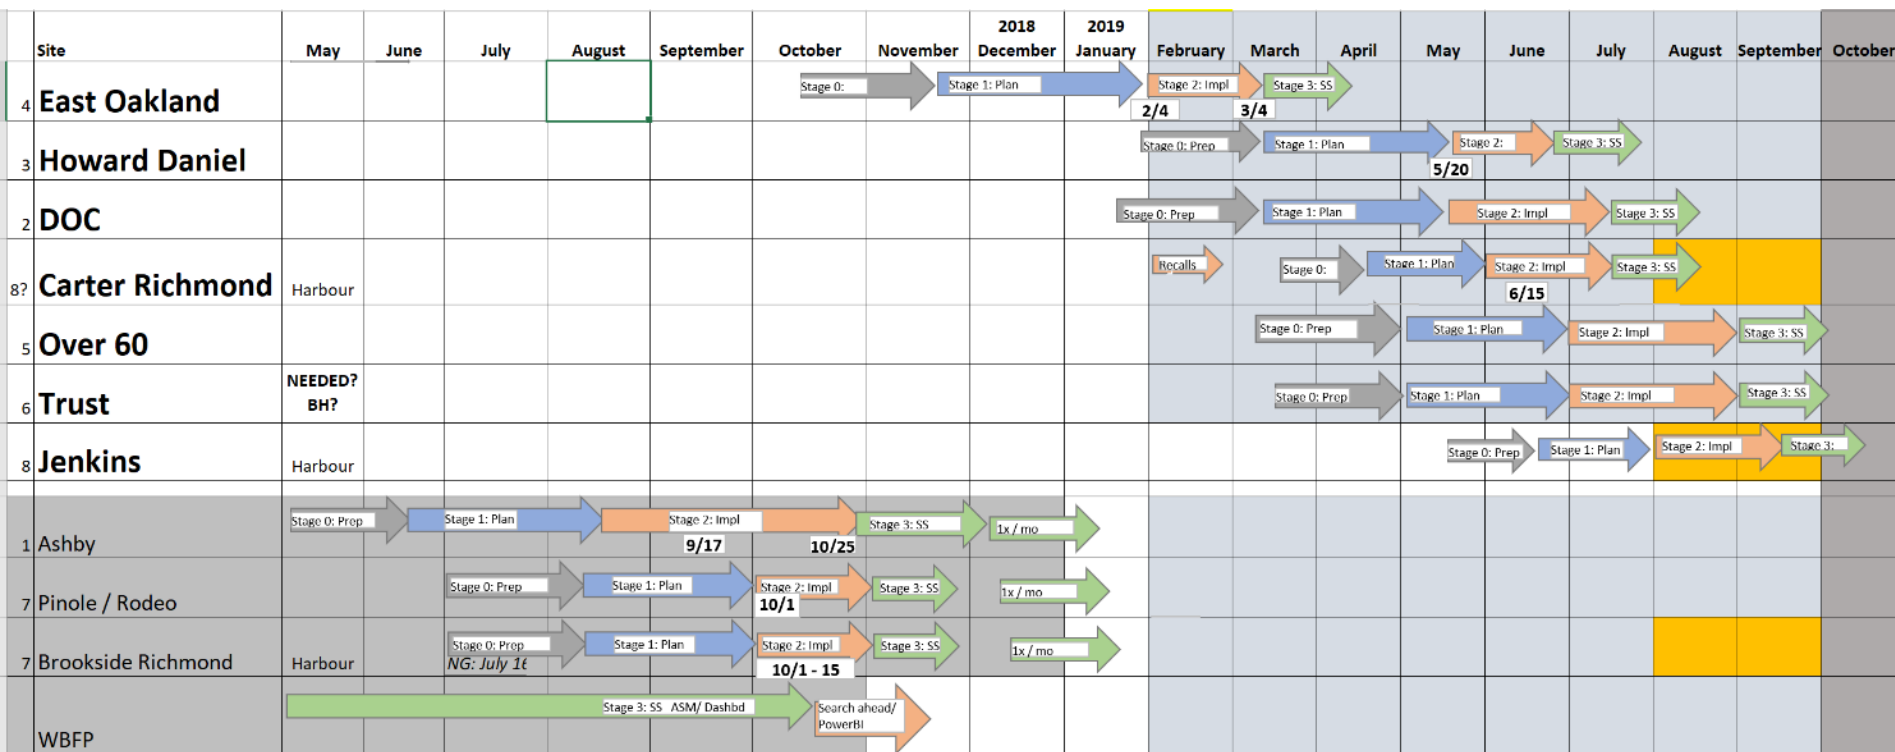 2018 2019
Site May June July August September October November December January February March April May June July August September October
4 East Oakland Stage 0: Stage 1: Plan Stage 2: Impl Stage 3: SS
2/4 3/4
3 Howard Daniel Stage 0: Prep Stage 1: Plan Stage 2: Stage 3: SS
5/20
2 DOC Stage 0: Prep Stage 1: Plan Stage 2: Impl Stage 3: SS
8? Carter Richmond Harbour Recalls Stage 0: Stage 1: Plan Stage 2: Impl Stage 3: SS
6/15
5 Over 60 Stage 0: Prep Stage 1: Plan Stage 2: Impl Stage 3: SS
NEEDED?
BH?
6 Trust Stage 0: Prep Stage 1: Plan Stage 2: Impl Stage 3: SS
8 Jenkins Harbour Stage 0: Prep Stage 1: Plan Stage 2: Impl Stage 3:
1 Ashby Stage 0: Prep Stage 1: Plan Stage 2: Impl Stage 3: SS 1x / mo
9/17 10/25
7 Pinole / Rodeo Stage 0: Prep Stage 1: Plan Stage 2: Impl Stage 3: SS 1x / mo
10/1
7 Brookside Richmond Harbour Stage 0: Prep Stage 1: Plan Stage 2: Impl Stage 3: SS 1x / mo
NG: July 16 10/1 - 15
WBFP Stage 3: SS ASM/ Dashbd Search ahead/
PowerBI